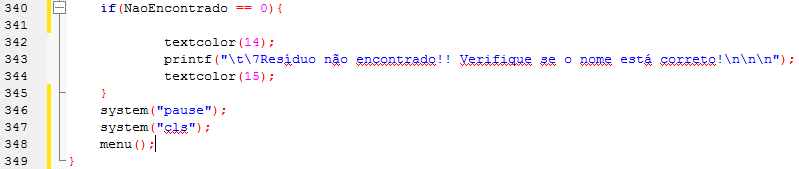 340 if(NaoEncontrado == 0){
341
342 textcolor(14);
343 printf("\t\7Resíduo não encontrado!! Verifique se o nome está correto!\n\n\n");
344 textcolor(15);
345 }
346 system("pause");
347 system("cls");
348 menu();
349 }